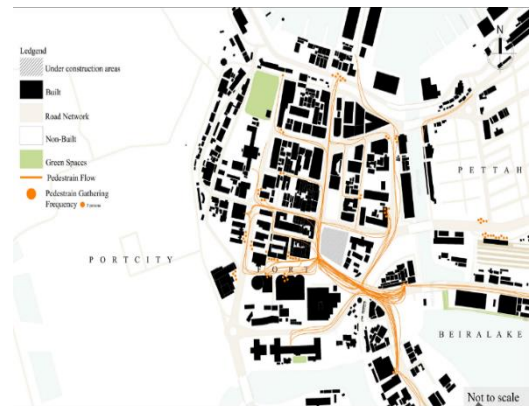 Ledgend
Under construction areas
Built
Road Network
Non-Built
Green Spaces
Pedestrain Flow
Pedestrain Gathering
Frequency
N
PETTAH
PORTCITY
FORT
BEIRALAKE
Not to scale